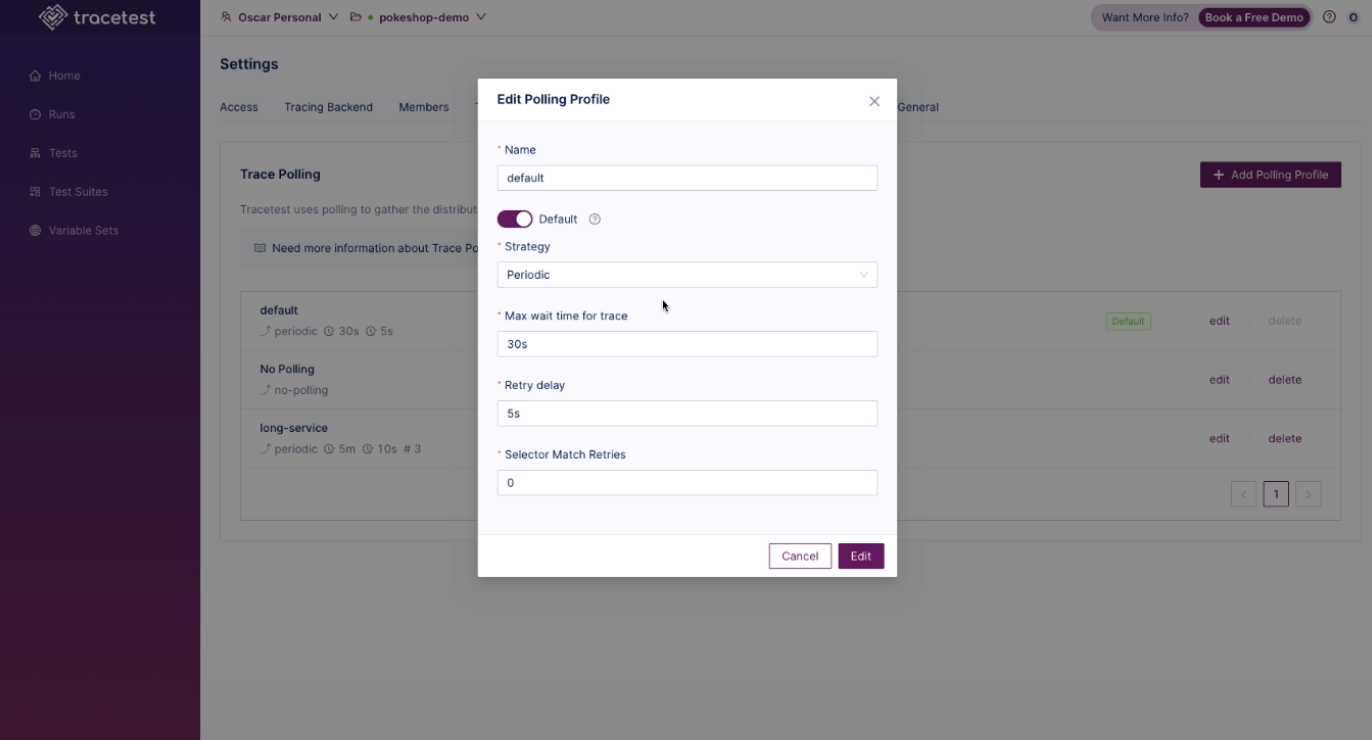 tracetest
Oscar Personal
pokeshop-demo
Want More Info?
Book a Free Demo
O
Home
Runs
Tests
Test Suites
Variable Sets
Settings
Access
Tracing Backend
Members
General
Trace Polling
+ Add Polling Profile
Tracetest uses polling to gather the distribut
Need more information about Trace Po
default
periodic 30s 5s
Default
edit
delete
No Polling
no-polling
edit
delete
long-service
periodic 5m 10s # 3
edit
delete
< 1 >
Edit Polling Profile
* Name
default
Default
* Strategy
Periodic
* Max wait time for trace
30s
* Retry delay
5s
* Selector Match Retries
0
Cancel
Edit